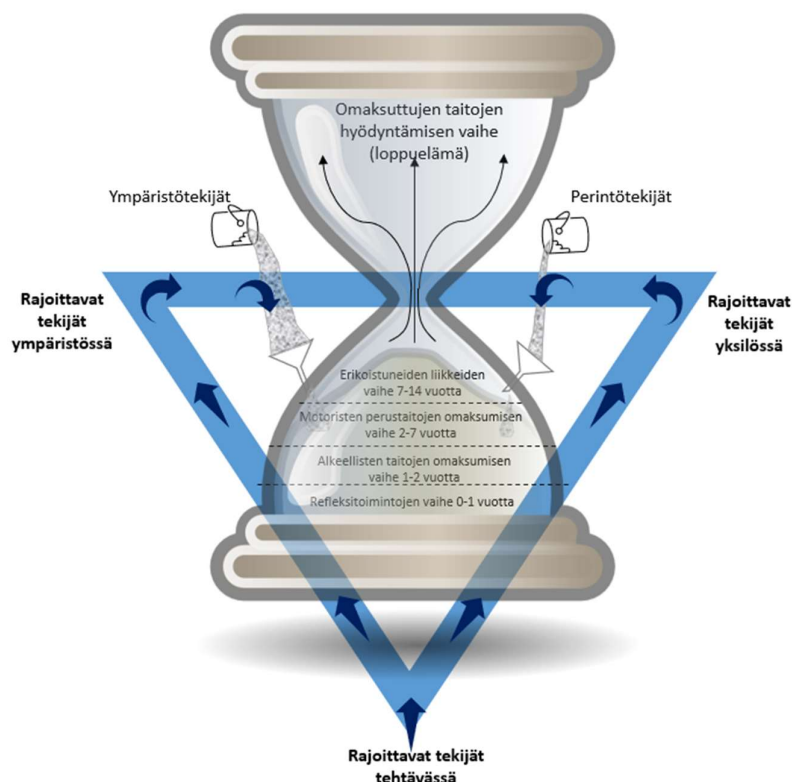 Omaksuttujen taitojen
hyödyntämisen vaihe
(loppuelämä)
Ympäristötekijät
Perintötekijät
Rajoittavat
tekijät
ympäristössä
Rajoittavat
tekijät
yksilössä
Erikoistuneiden liikkeiden
vaihe 7-14 vuotta
Motoristen perustaitojen omaksumisen
vaihe 2-7 vuotta
Alkeellisten taitojen omaksumisen
vaihe 1-2 vuotta
Refleksitoimintojen vaihe 0-1 vuotta
Rajoittavat tekijät
tehtävässä